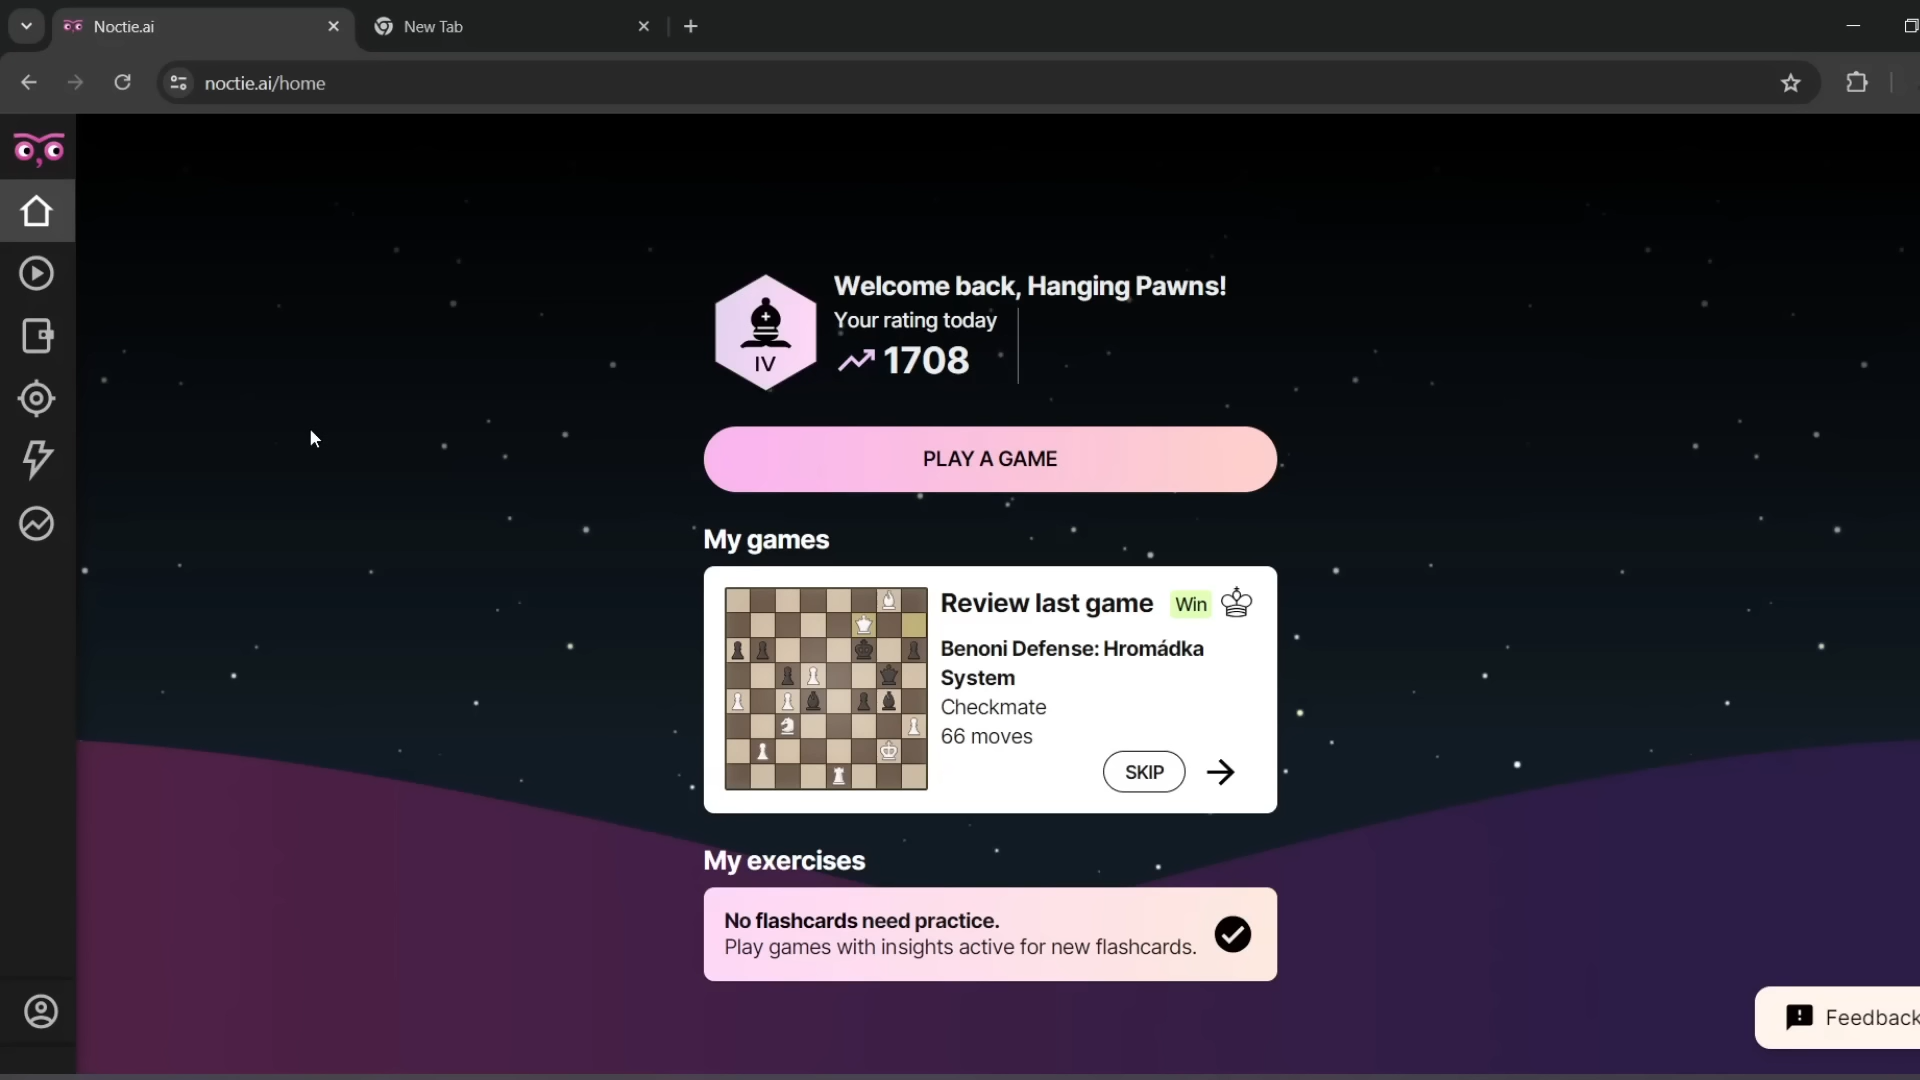 Noctie.ai
New Tab
noctie.ai/home
Welcome back, Hanging Pawns!
Your rating today
1708
IV
PLAY A GAME
My games
Review last game Win
Benoni Defense: Hromádka
System
Checkmate
66 moves
SKIP
My exercises
No flashcards need practice.
Play games with insights active for new flashcards.
Feedback